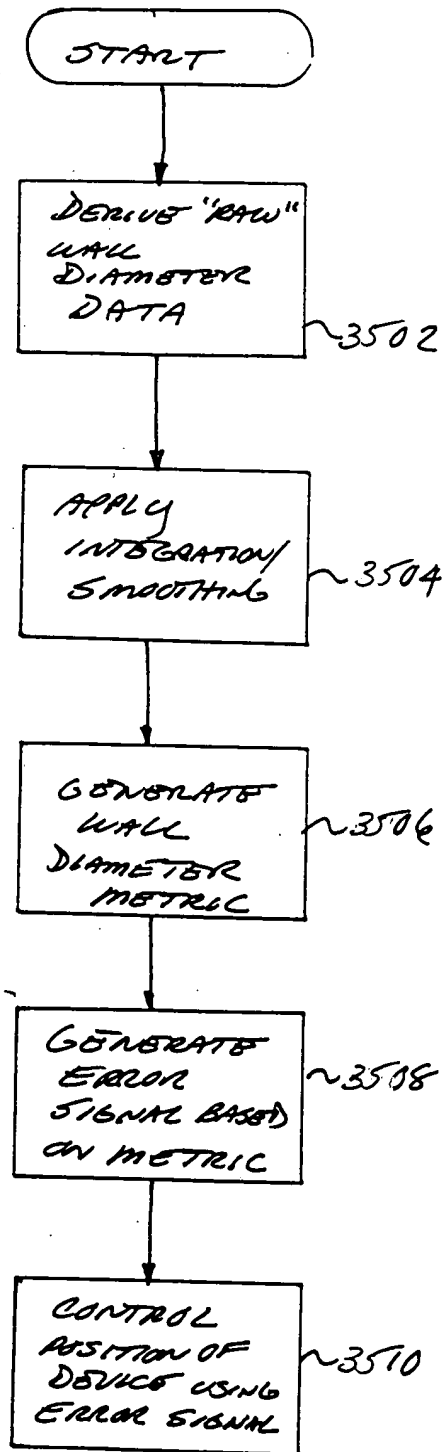 START
DERIVE "RAW"
WALL
DIAMETER
DATA
~3502
APPLY
INTEGRATION/
SMOOTHING
~3504
GENERATE
WALL
DIAMETER
METRIC
~3506
GENERATE
ERROR
SIGNAL BASED
ON METRIC
~3508
CONTROL
POSITION OF
DEVICE USING
ERROR SIGNAL
~3510